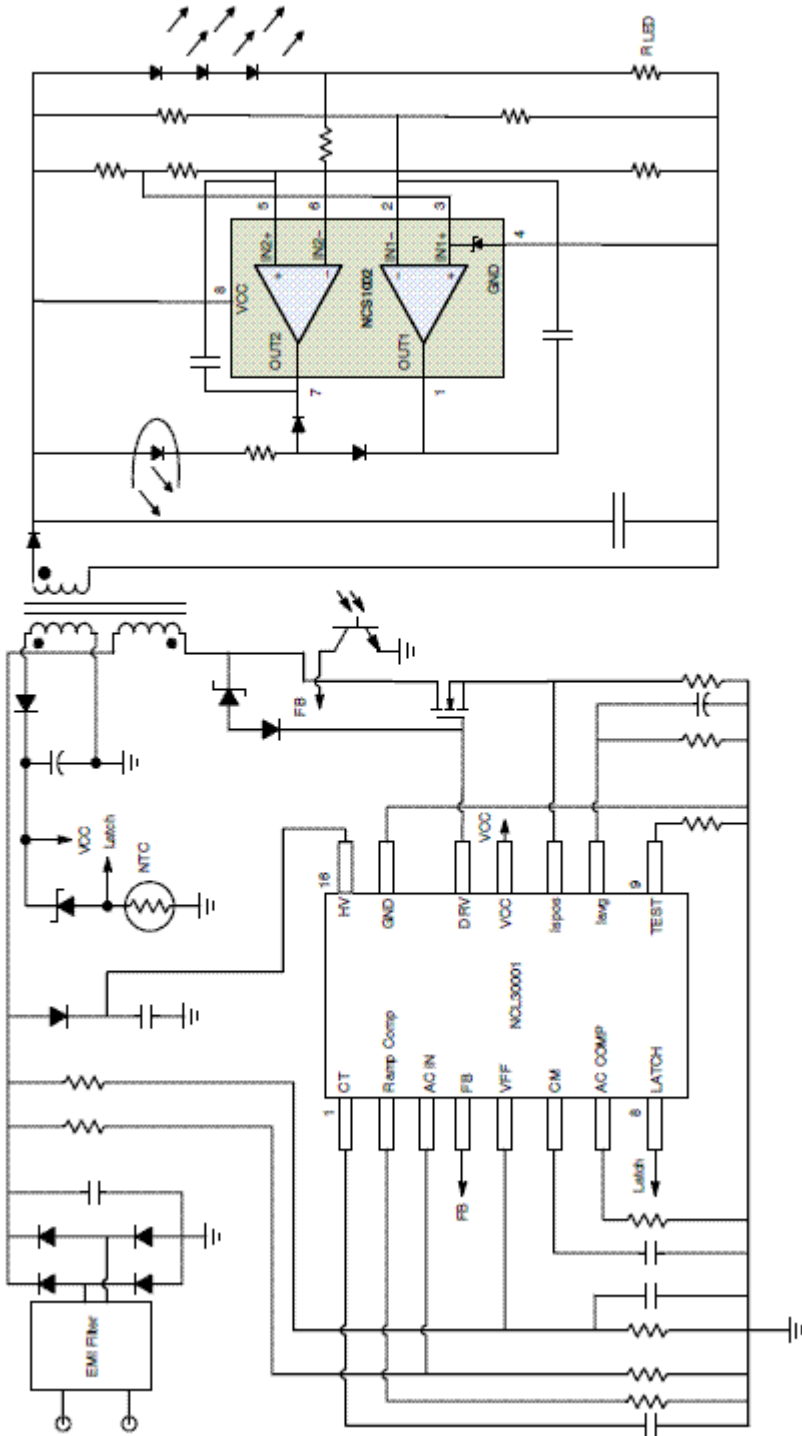 EMI Filter
VCC
Latch
NTC
FB
1
CT
Ramp Comp
AC IN
FB
FB
VFF
CM
AC COMP
8
LATCH
Latch
NCL30001
16
HV
GND
DRV
VCC
VCC
ispos
Iavg
9
TEST
8
VCC
OUT2
7
OUT1
1
NCS1002
IN2+
5
IN2−
6
IN1−
2
IN1+
3
GND
4
+
−
−
+
R LED